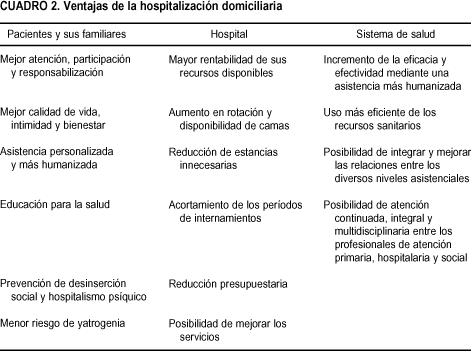 CUADRO 2. Ventajas de la hospitalización domiciliaria
Pacientes y sus familiares Hospital Sistema de salud
Mejor atención, participación Mayor rentabilidad de sus Incremento de la eficacia y
y responsabilización recursos disponibles efectividad mediante una
asistencia más humanizada
Mejor calidad de vida, Aumento en rotación y Uso más eficiente de los
intimidad y bienestar disponibilidad de camas recursos sanitarios
Asistencia personalizada Reducción de estancias Posibilidad de integrar y mejorar
y más humanizada innecesarias las relaciones entre los
diversos niveles asistenciales
Educación para la salud Acortamiento de los períodos Posibilidad de atención
de internamientos continuada, integral y
multidisciplinaria entre los
profesionales de atención
primaria, hospitalaria y social
Prevención de desinserción Reducción presupuestaria
social y hospitalismo psíquico
Menor riesgo de yatrogenia Posibilidad de mejorar los
servicios